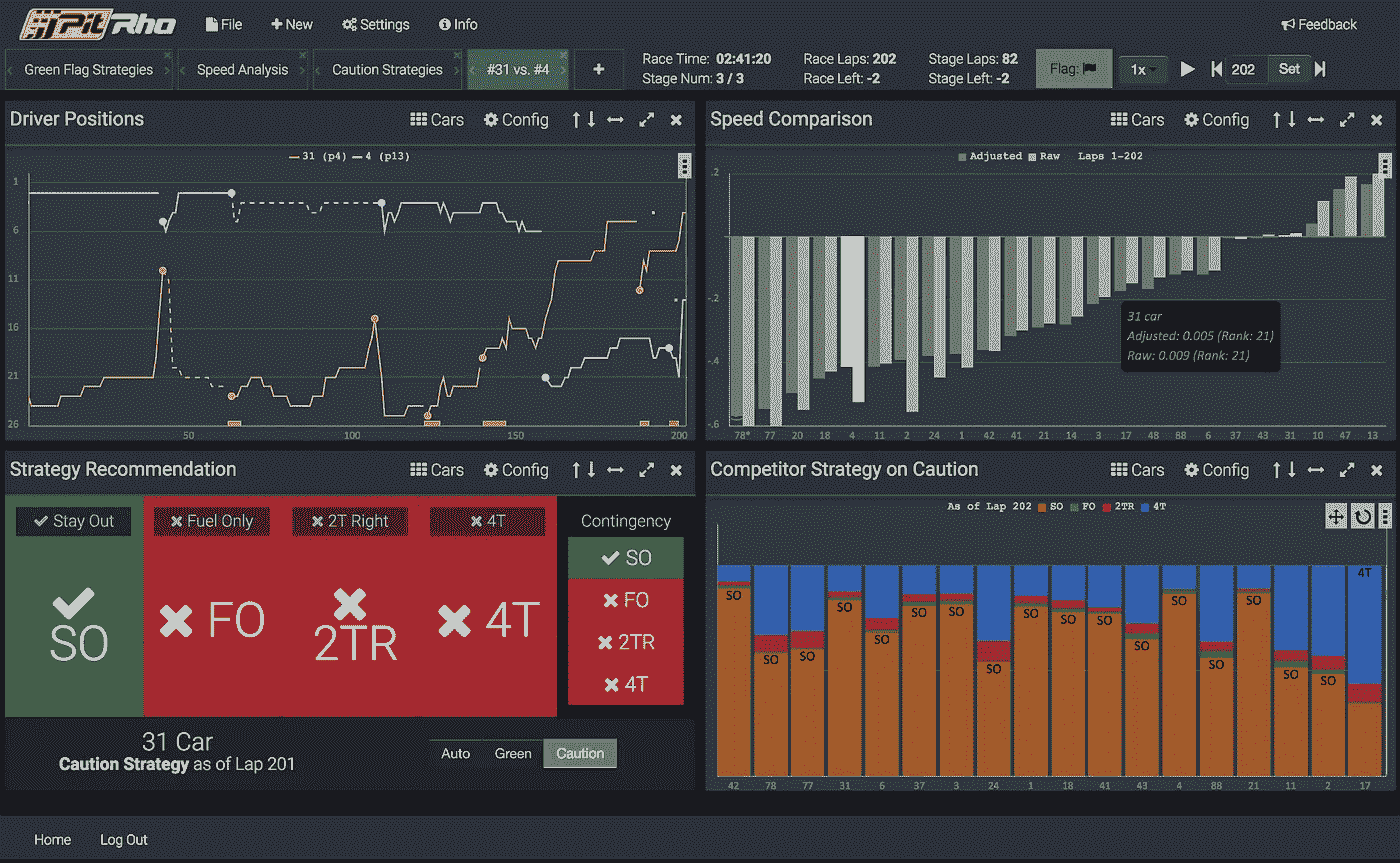 PitRho File New Settings Info Feedback
Green Flag Strategies Speed Analysis Caution Strategies #31 vs. #4 +
Race Time: 02:41:20 Race Laps: 202 Stage Laps: 82
Stage Num: 3 / 3 Race Left: -2 Stage Left: -2
Flag: 1x 202 Set
Driver Positions Cars Config
31 (p4) 4 (p13)
1
6
11
16
21
26
50 100 150 200
Speed Comparison Cars Config
Adjusted Raw Laps 1-202
.2
-.2
-.4
-.6
31 car
Adjusted: 0.005 (Rank: 21)
Raw: 0.009 (Rank: 21)
78* 77 20 18 4 11 2 24 1 42 41 21 14 3 17 48 88 6 37 43 31 10 47 13
Strategy Recommendation Cars Config
Stay Out Fuel Only 2T Right 4T Contingency
SO FO 2TR 4T
SO
FO
2TR
4T
31 Car
Caution Strategy as of Lap 201
Auto Green Caution
Competitor Strategy on Caution Cars Config
As of Lap 202 SO FO 2TR 4T
SO SO SO SO SO SO SO SO SO SO SO SO SO SO SO SO SO 4T
42 78 77 31 6 37 3 24 1 18 41 43 4 88 21 11 2 17
Home Log Out